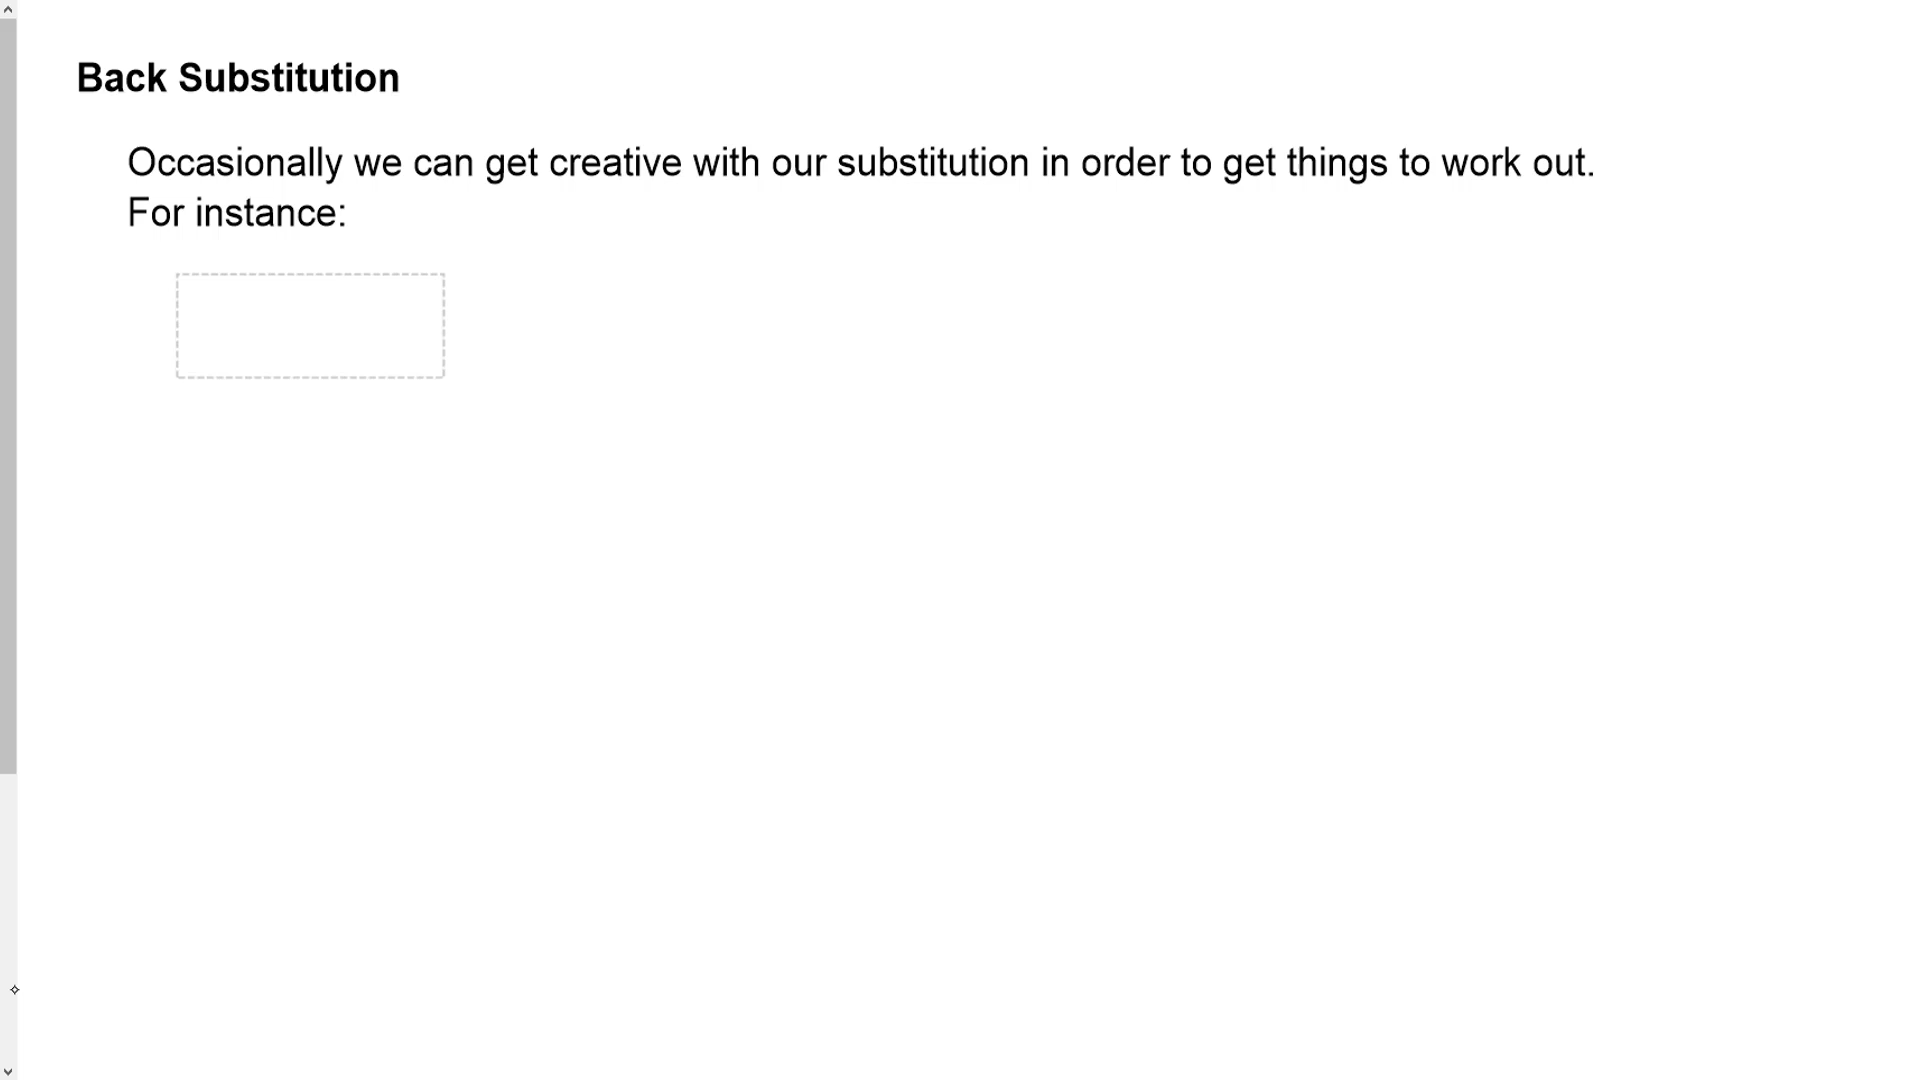 Back Substitution
Occasionally we can get creative with our substitution in order to get things to work out.
For instance: